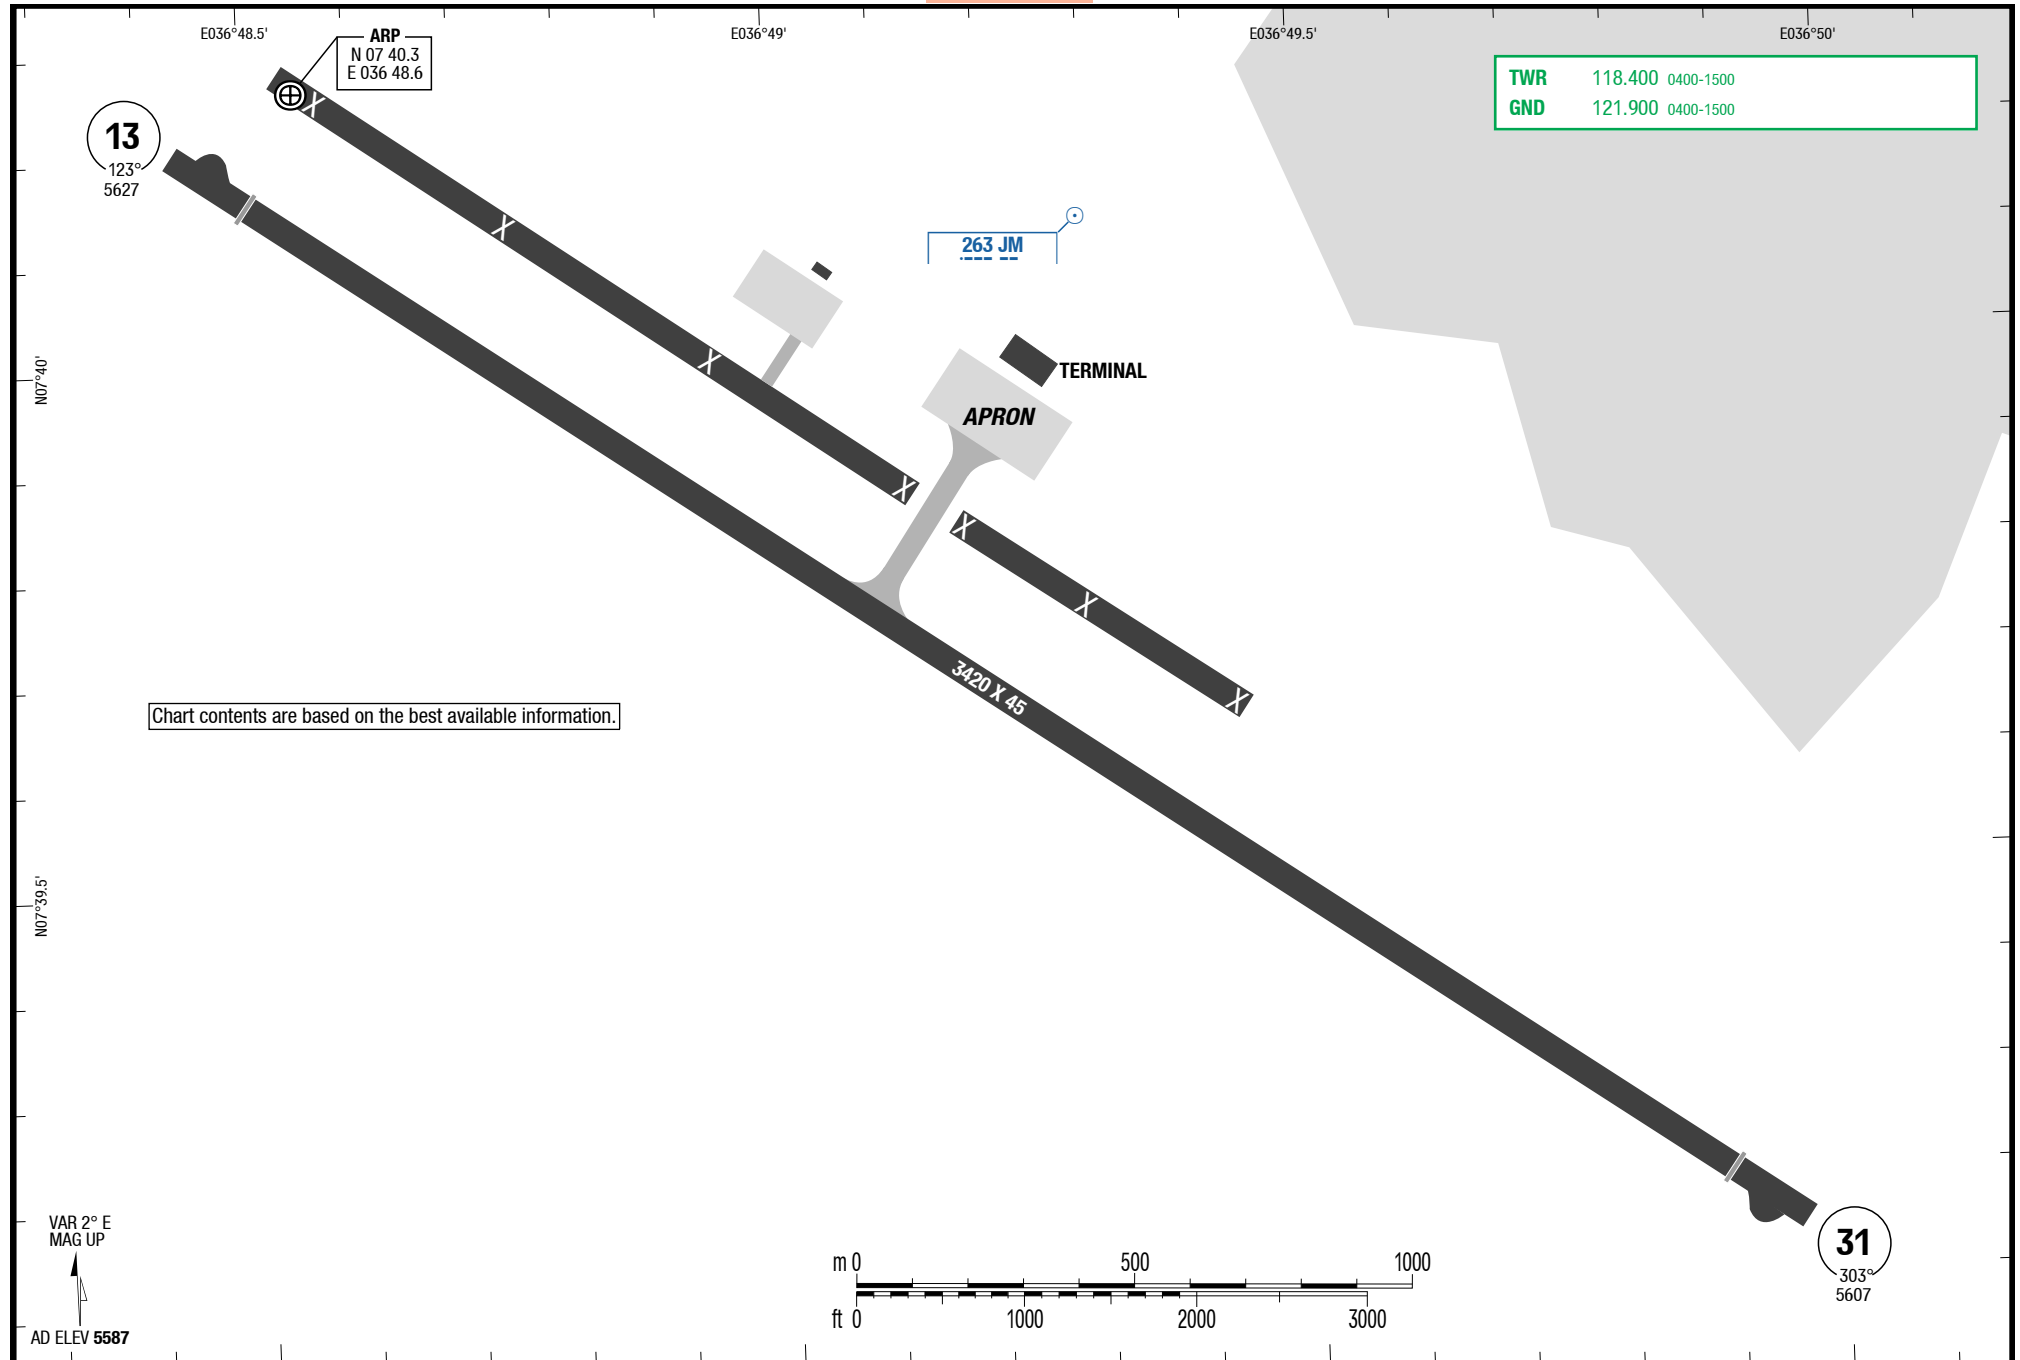 E036°48.5'
E036°49'
E036°49.5'
E036°50'
ARP
N 07 40.3
E 036 48.6
TWR 118.400 0400-1500
GND 121.900 0400-1500
13
123°
5627
X
X
X
X
X
X
X
263 JM
TERMINAL
APRON
N07°40'
3420 X 45
Chart contents are based on the best available information.
N07°39.5'
VAR 2° E
MAG UP
AD ELEV 5587
m 0 500 1000
ft 0 1000 2000 3000
31
303°
5607